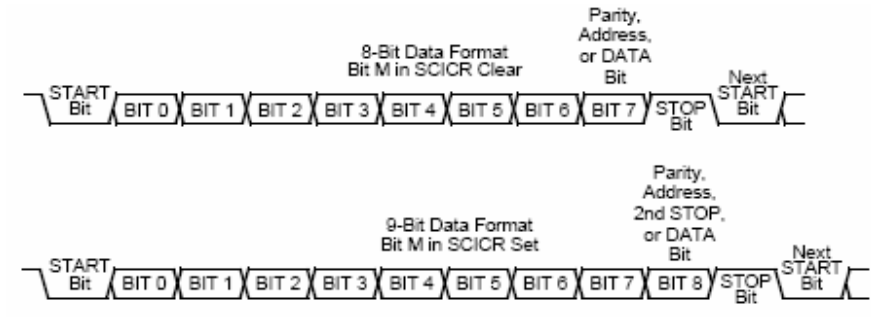 Parity,
Address,
or DATA
Bit
8-Bit Data Format
Bit M in SCICR Clear
START
Bit
BIT 0 BIT 1 BIT 2 BIT 3 BIT 4 BIT 5 BIT 6 BIT 7
STOP
Bit
Next
START
Bit
Parity,
Address,
2nd STOP,
or DATA
Bit
9-Bit Data Format
Bit M in SCICR Set
START
Bit
BIT 0 BIT 1 BIT 2 BIT 3 BIT 4 BIT 5 BIT 6 BIT 7 BIT 8
STOP
Bit
Next
START
Bit